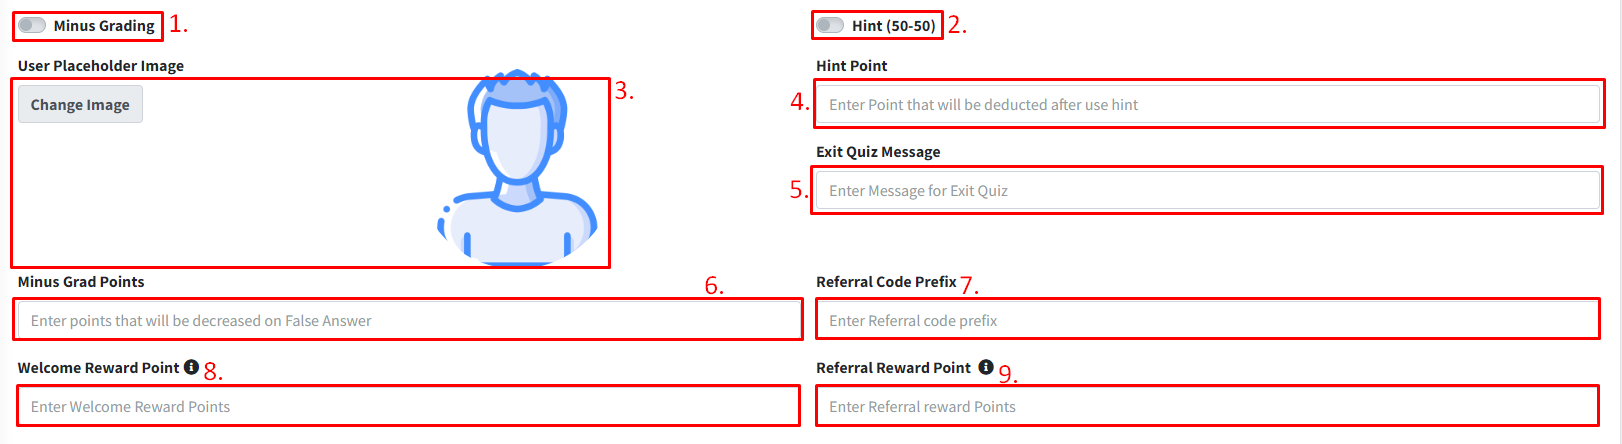 Minus Grading 1.
Hint (50-50) 2.
User Placeholder Image
Change Image
3.
Hint Point
4. Enter Point that will be deducted after use hint
Exit Quiz Message
5. Enter Message for Exit Quiz
Minus Grad Points 6.
Enter points that will be decreased on False Answer
Referral Code Prefix 7.
Enter Referral code prefix
Welcome Reward Point 8.
Enter Welcome Reward Points
Referral Reward Point 9.
Enter Referral reward Points